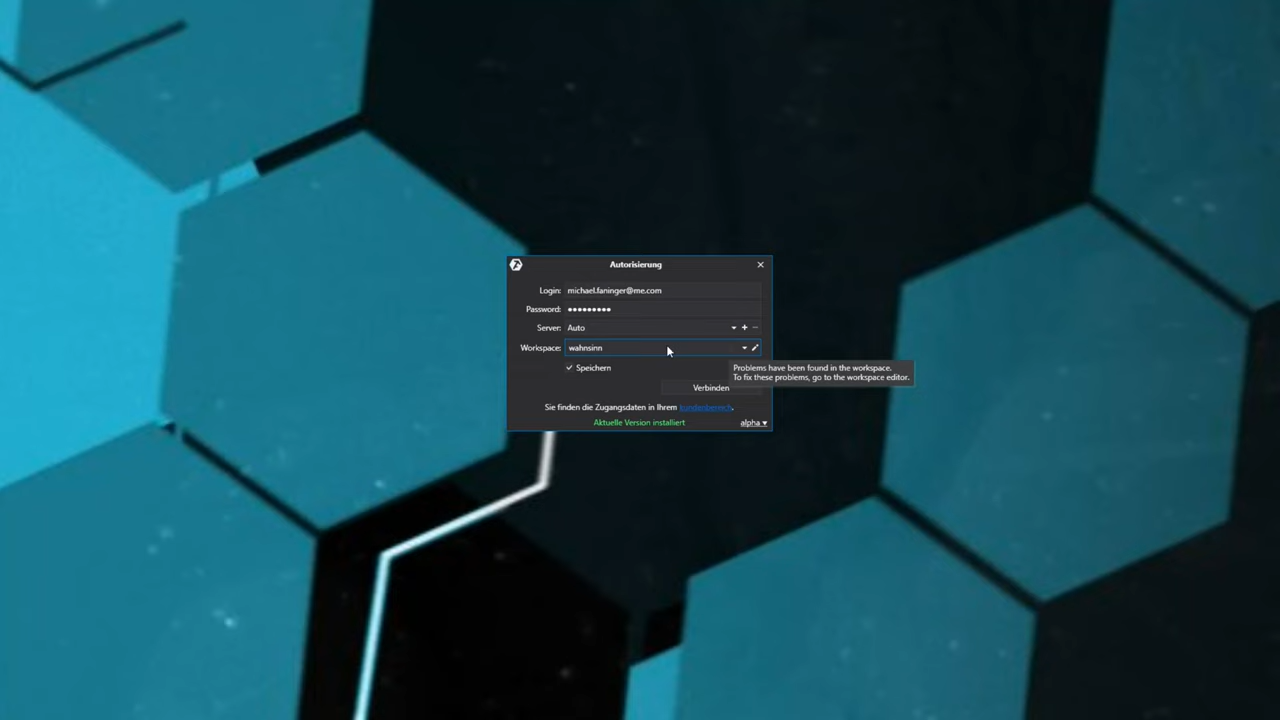 Autorisierung
Login: michael.faninger@me.com
Password: •••••••••
Server: Auto
Workspace: wahnsinn
Speichern
Problems have been found in the workspace.
To fix these problems, go to the workspace editor.
Verbinden
Sie finden die Zugangsdaten in Ihrem kundenbereich.
Aktuelle Version installiert
alpha